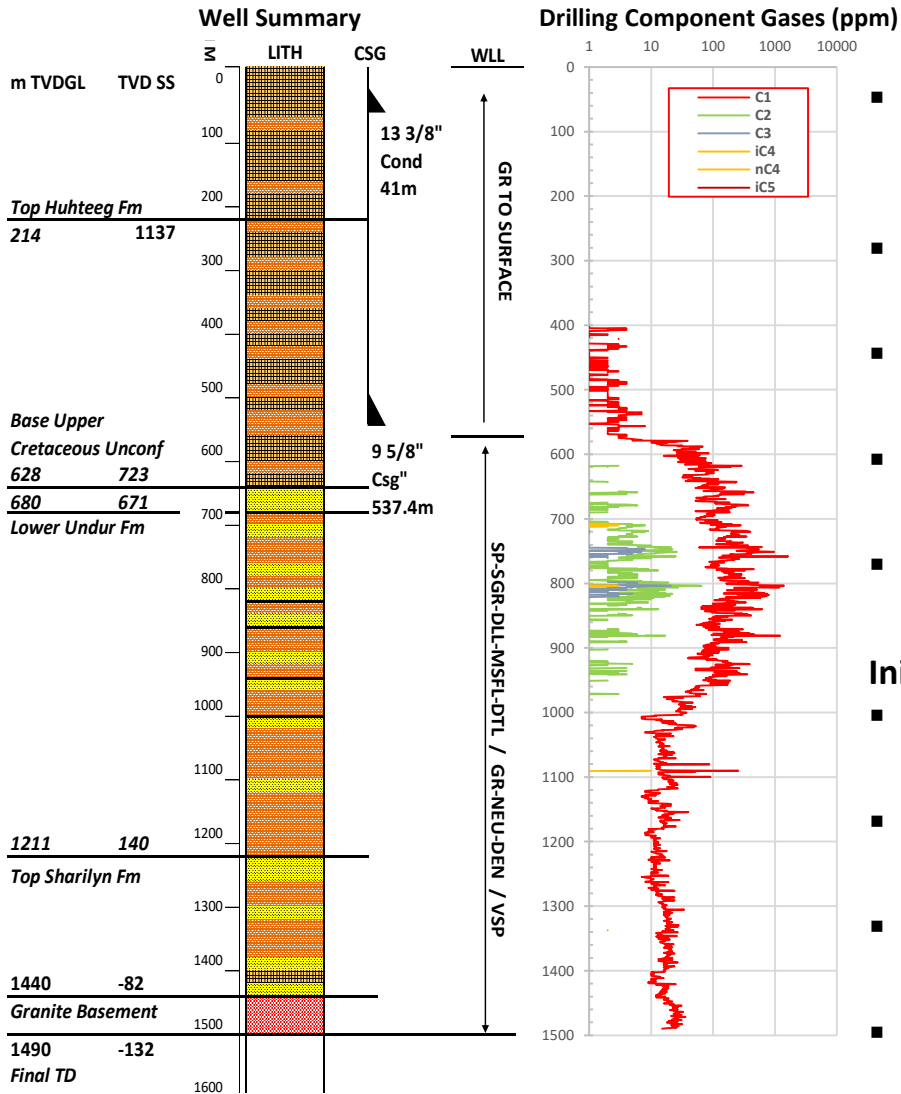 Well Summary
M
LITH
CSG
WLL
m TVDGL
TVD SS
0
100
200
300
400
500
600
700
800
900
1000
1100
1200
1300
1400
1500
1600
13 3/8"
Cond
41m
Top Huhteeg Fm
214 1137
Base Upper
Cretaceous Unconf
628 723
680 671
Lower Undur Fm
9 5/8"
Csg"
537.4m
1211 140
Top Sharilyn Fm
1440 -82
Granite Basement
1490 -132
Final TD
GR TO SURFACE
SP-SGR-DLL-MSFL-DTL / GR-NEU-DEN / VSP
Drilling Component Gases (ppm)
1 10 100 1000 10000
0
100
200
300
400
500
600
700
800
900
1000
1100
1200
1300
1400
1500
C1
C2
C3
iC4
nC4
iC5
Ini